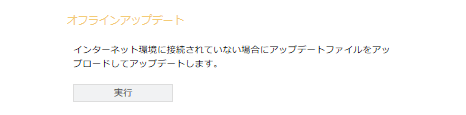 オフラインアップデート
インターネット環境に接続されていない場合にアップデートファイルをアッ
プロードしてアップデートします。
実行